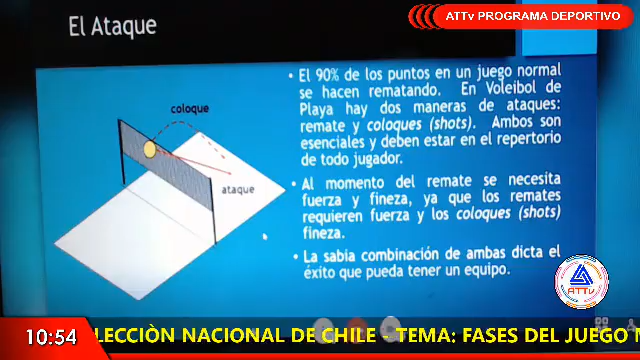 ATTv PROGRAMA DEPORTIVO
El Ataque
coloque
ataque
• El 90% de los puntos en un juego normal
se hacen rematando. En Voleibol de
Playa hay dos maneras de ataques:
remate y coloques (shots). Ambos son
esenciales y deben estar en el repertorio
de todo jugador.
• Al momento del remate se necesita
fuerza y fineza, ya que los remates
requieren fuerza y los coloques (shots)
fineza.
• La sabia combinación de ambas dicta el
éxito que pueda tener un equipo.
ATTv
10:54
LECCIÒN NACIONAL DE CHILE - TEMA: FASES DEL JUEGO